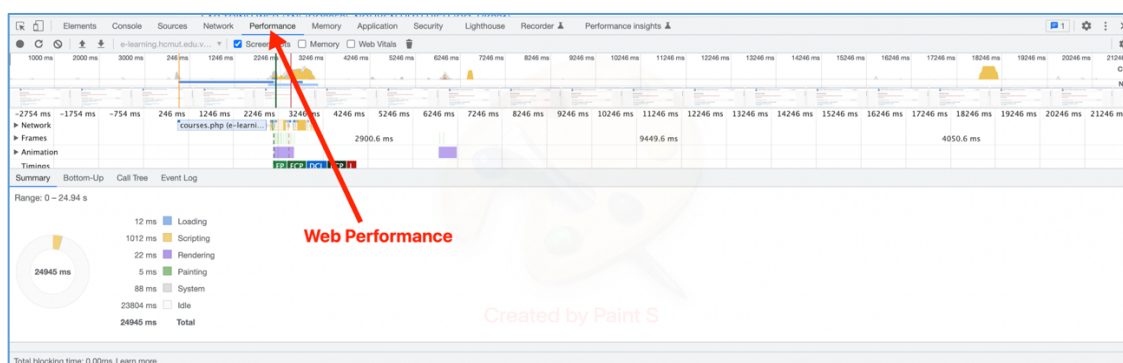 Elements Console Sources Network Performance Memory Application Security Lighthouse Recorder Performance insights 1
e-learning.hcmut.edu.v... Screenshots Memory Web Vitals
1000 ms 2000 ms 3000 ms 246 ms 1246 ms 2246 ms 3246 ms 4246 ms 5246 ms 6246 ms 7246 ms 8246 ms 9246 ms 10246 ms 11246 ms 12246 ms 13246 ms 14246 ms 15246 ms 16246 ms 17246 ms 18246 ms 19246 ms 20246 ms
-2754 ms -1754 ms -754 ms 246 ms 1246 ms 2246 ms 3246 ms 4246 ms 5246 ms 6246 ms 7246 ms 8246 ms 9246 ms 10246 ms 11246 ms 12246 ms 13246 ms 14246 ms 15246 ms 16246 ms 17246 ms 18246 ms 19246 ms 20246 ms 21246 m
Network courses.php (e-learni...
Frames 2900.6 ms 9449.6 ms 4050.6 ms
Animation
Timings FP FCP DCL LCP L
Summary Bottom-Up Call Tree Event Log
Range: 0 – 24.94 s
12 ms Loading
1012 ms Scripting
Web Performance
22 ms Rendering
24945 ms
5 ms Painting
88 ms System
23804 ms Idle
24945 ms Total
Created by Paint S
Total blocking time: 0.00ms Learn more